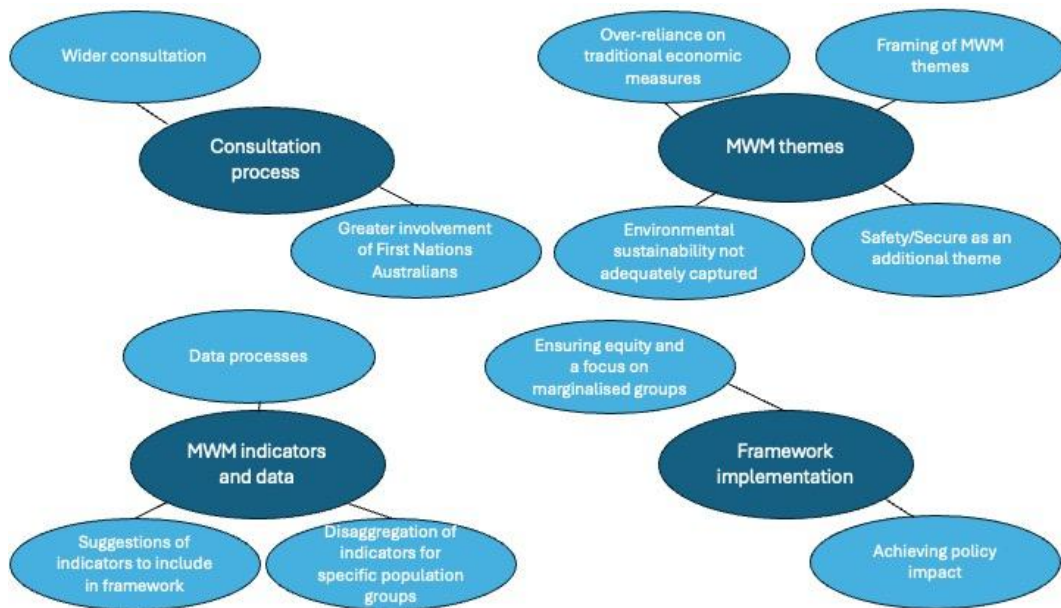 Wider consultation
Consultation
process
Greater involvement
of First Nations
Australians
Over-reliance on
traditional economic
measures
Framing of MWM
themes
MWM themes
Environmental
sustainability not
adequately captured
Safety/Secure as an
additional theme
Data processes
MWM indicators
and data
Suggestions of
indicators to include
in framework
Disaggregation of
indicators for
specific population
groups
Ensuring equity and
a focus on
marginalised groups
Framework
implementation
Achieving policy
impact